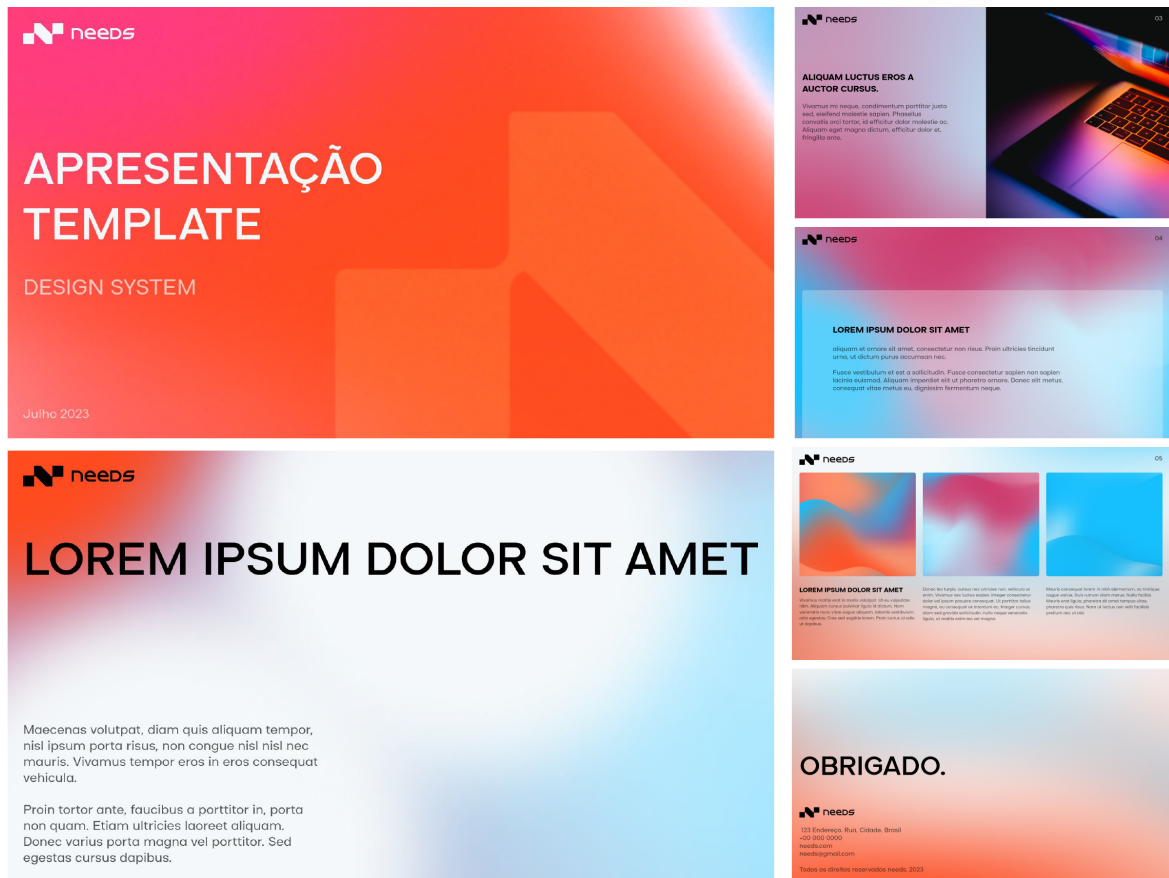 needs
APRESENTAÇÃO
TEMPLATE
DESIGN SYSTEM
Julho 2023
needs
LOREM IPSUM DOLOR SIT AMET
Maecenas volutpat, diam quis aliquam tempor,
nisl ipsum porta risus, non congue nisl nisl nec
mauris. Vivamus tempor eros in eros consequat
vehicula.
Proin tortor ante, faucibus a porttitor in, porta
non quam. Etiam ultricies laoreet aliquam.
Donec varius porta magna vel porttitor. Sed
egestas cursus dapibus.
needs
03
ALIQUAM LUCTUS EROS A
AUCTOR CURSUS.
Vivamus mi neque, condimentum porttitor justo
sed, eleifend molestie sapien. Phasellus
convallis orci tortor, id efficitur dolor molestie ac.
Aliquam eget magna dictum, efficitur dolor et,
fringilla ante.
needs
04
LOREM IPSUM DOLOR SIT AMET
aliquam et ornare sit amet, consectetur non risus. Proin ultricies tincidunt
urna, ut dictum purus accumsan nec.
Fusce vestibulum et est a sollicitudin. Fusce consectetur sapien non sapien
lacinia euismod. Aliquam imperdiet elit ut pharetra ornare. Donec elit metus,
consequat vitae metus eu, dignissim fermentum neque.
needs
05
LOREM IPSUM DOLOR SIT AMET
OBRIGADO.
needs
123 Endereço, Rua, Cidade, Brasil
+00 000 0000
needs.com
needs@gmail.com
Todos os direitos reservados needs, 2023